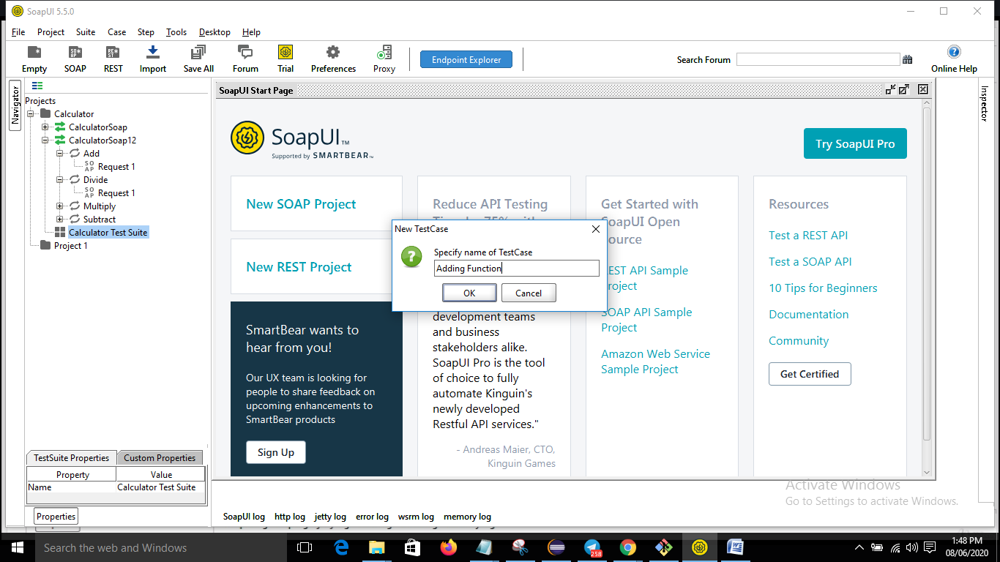 SoapUI 5.5.0
File Project Suite Case Step Tools Desktop Help
Empty SOAP REST Import Save All Forum Trial Preferences Proxy Endpoint Explorer Search Forum Online Help
Navigator
Projects
Calculator
CalculatorSoap
CalculatorSoap12
Add
Request 1
Divide
Request 1
Multiply
Subtract
Calculator Test Suite
Project 1
TestSuite Properties Custom Properties
Property Value
Name Calculator Test Suite
Properties
SoapUI Start Page
SoapUI™
Supported by SMARTBEAR™
Try SoapUI Pro
New SOAP Project
New REST Project
SmartBear wants to
hear from you!
Our UX team is looking for
people to share feedback on
upcoming enhancements to
SmartBear products
Sign Up
Reduce API Testing
development teams
and business
stakeholders alike.
SoapUI Pro is the tool
of choice to fully
automate Kinguin's
newly developed
Restful API services."
- Andreas Maier, CTO,
Kinguin Games
New TestCase
Specify name of TestCase
Adding Function
OK Cancel
Get Started with
SoapUI Open
ource
EST API Sample
roject
SOAP API Sample
Project
Amazon Web Service
Sample Project
Resources
Test a REST API
Test a SOAP API
10 Tips for Beginners
Documentation
Community
Get Certified
Inspector
Activate Windows
Go to Settings to activate Windows.
SoapUI log http log jetty log error log wsrm log memory log
Search the web and Windows
258
1:48 PM
08/06/2020